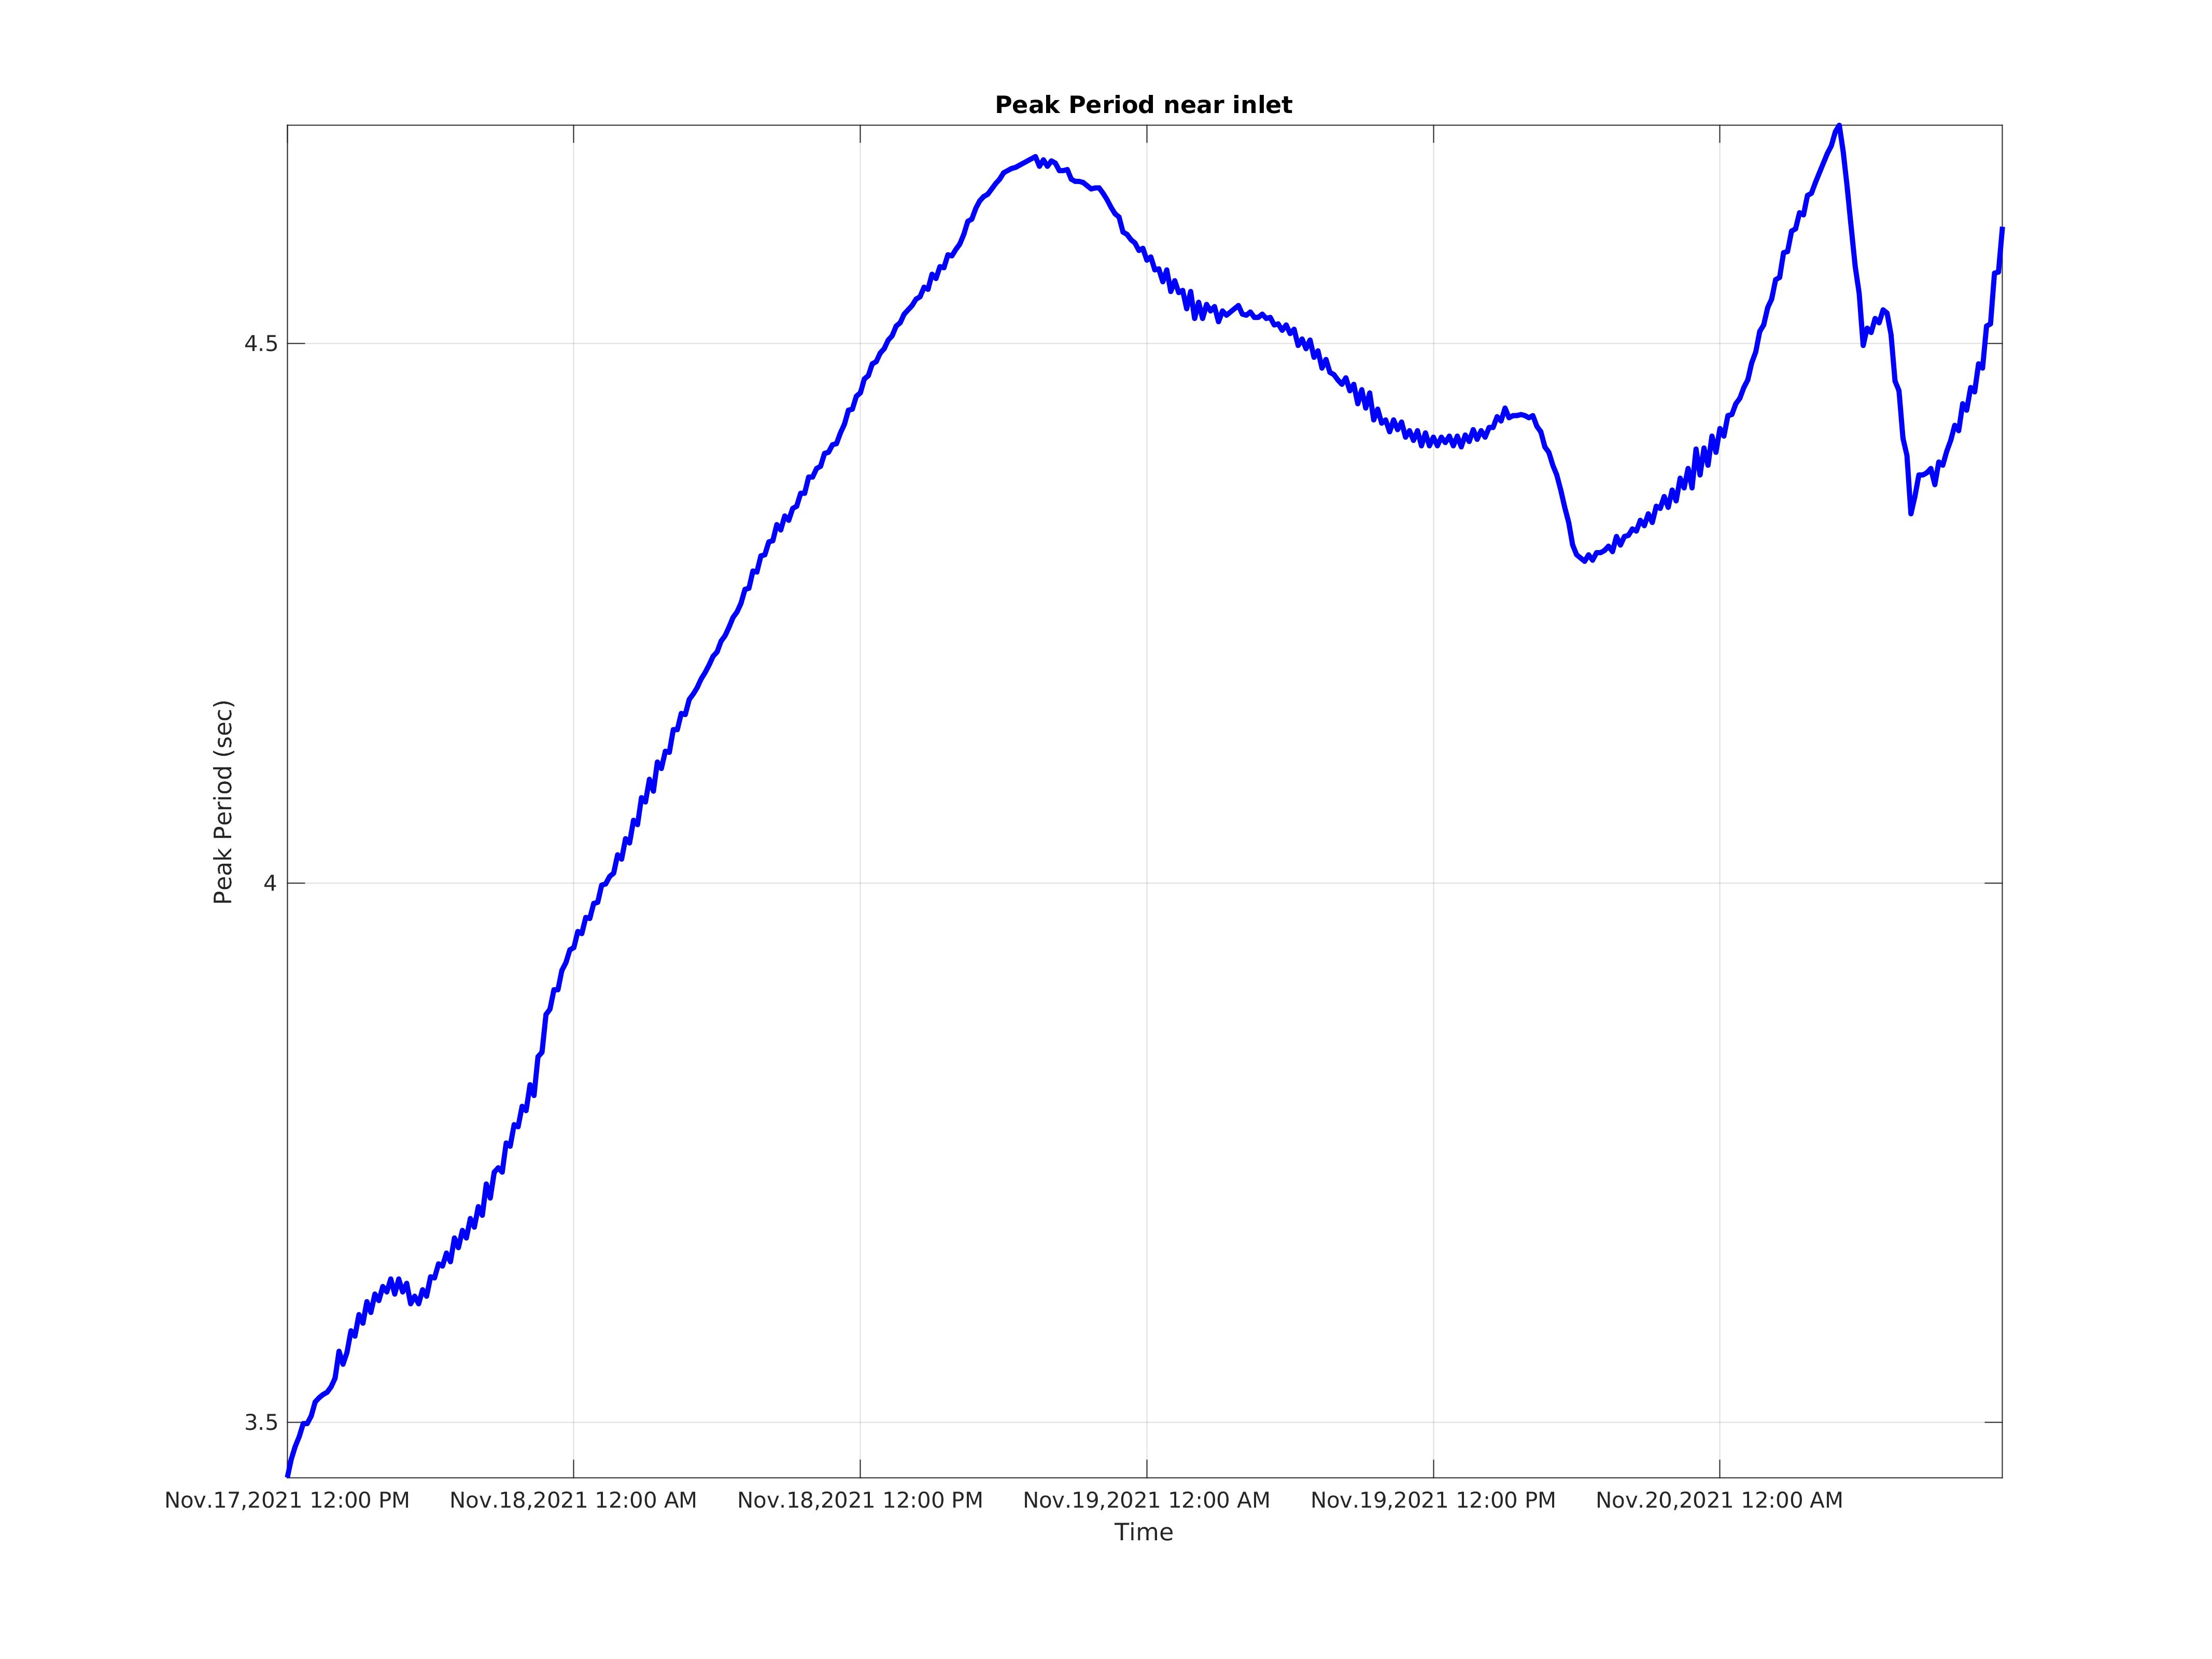 Peak Period near inlet
Peak Period (sec)
4.5
4
3.5
Nov.17,2021 12:00 PM
Nov.18,2021 12:00 AM
Nov.18,2021 12:00 PM
Nov.19,2021 12:00 AM
Nov.19,2021 12:00 PM
Nov.20,2021 12:00 AM
Time